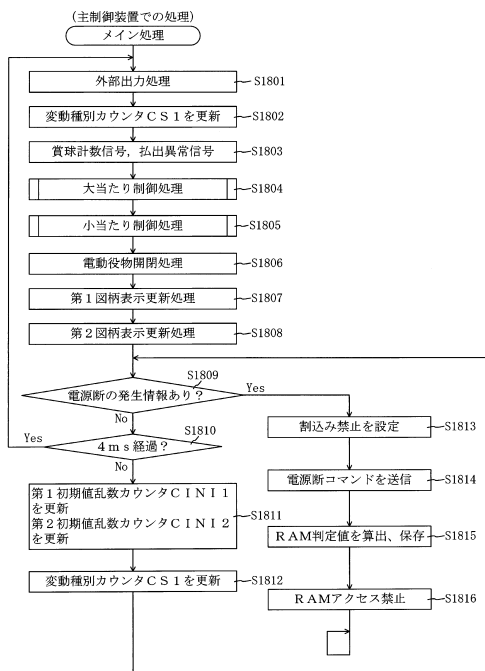 (主制御装置での処理)
メイン処理
外部出力処理
S1801
変動種別カウンタCS1を更新
S1802
賞球計数信号，払出異常信号
S1803
大当たり制御処理
S1804
小当たり制御処理
S1805
電動役物開閉処理
S1806
第1図柄表示更新処理
S1807
第2図柄表示更新処理
S1808
S1809
電源断の発生情報あり？
Yes
No
S1810
4ms経過？
Yes
No
第1初期値乱数カウンタCINI1
を更新
第2初期値乱数カウンタCINI2
を更新
S1811
変動種別カウンタCS1を更新
S1812
割込み禁止を設定
S1813
電源断コマンドを送信
S1814
RAM判定値を算出、保存
S1815
RAMアクセス禁止
S1816